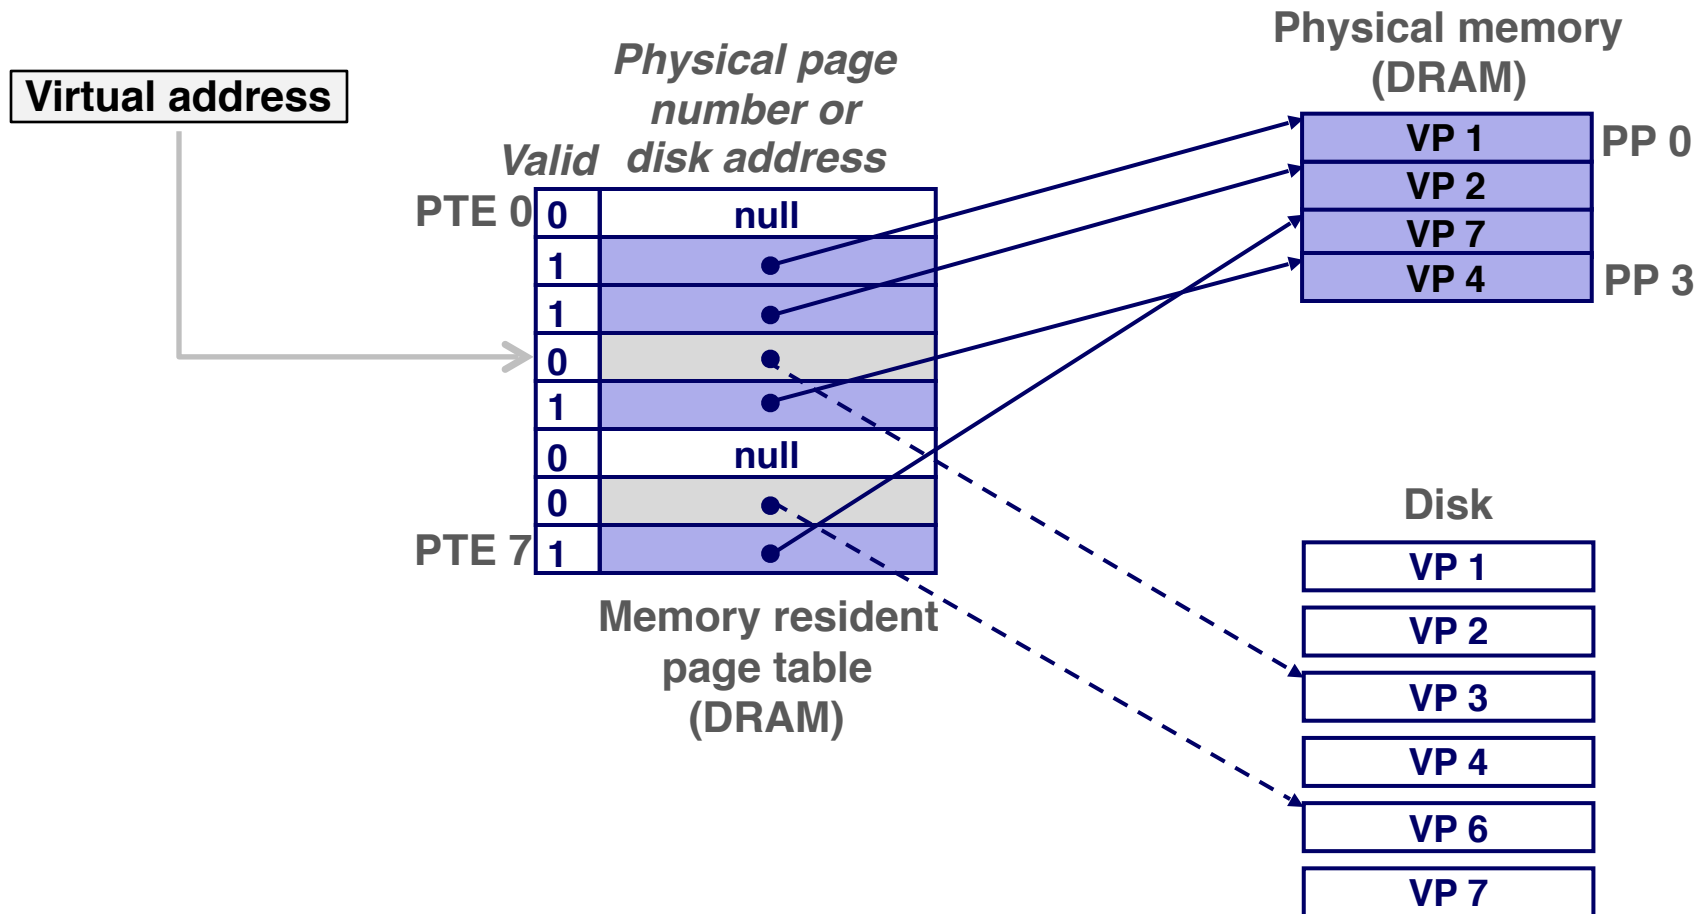 Virtual address
Physical page
number or
disk address
Valid
PTE 0
0
null
1
1
0
1
0
null
0
PTE 7
1
Memory resident
page table
(DRAM)
Physical memory
(DRAM)
VP 1
PP 0
VP 2
VP 7
VP 4
PP 3
Disk
VP 1
VP 2
VP 3
VP 4
VP 6
VP 7